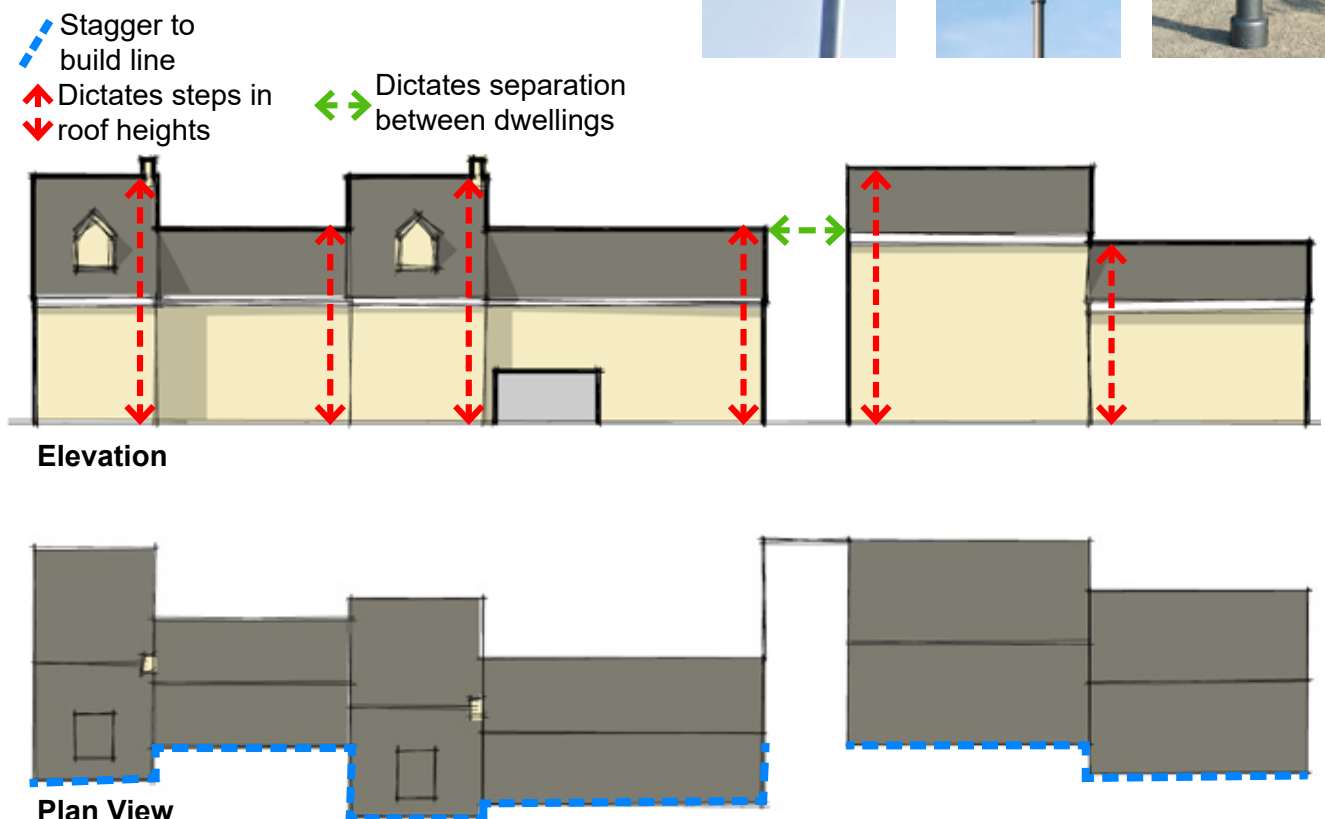 Stagger to
build line
Dictates steps in
roof heights
Dictates separation
between dwellings
Elevation
Plan View